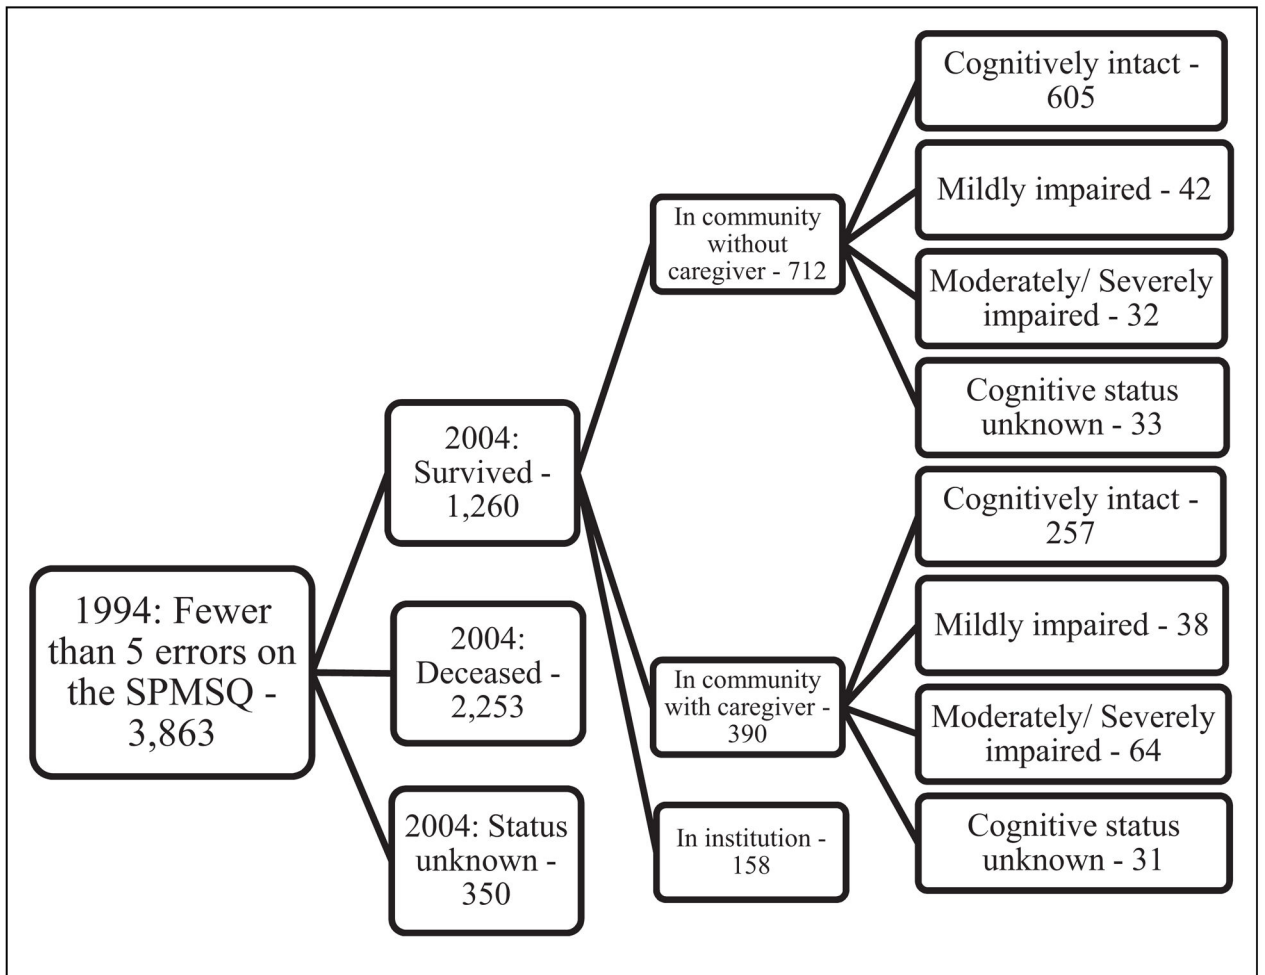 1994: Fewer
than 5 errors on
the SPMSQ -
3,863
2004:
Survived -
1,260
2004:
Deceased -
2,253
2004: Status
unknown -
350
In community
without
caregiver - 712
In community
with caregiver -
390
In institution -
158
Cognitively intact -
605
Mildly impaired - 42
Moderately/ Severely
impaired - 32
Cognitive status
unknown - 33
Cognitively intact -
257
Mildly impaired - 38
Moderately/ Severely
impaired - 64
Cognitive status
unknown - 31